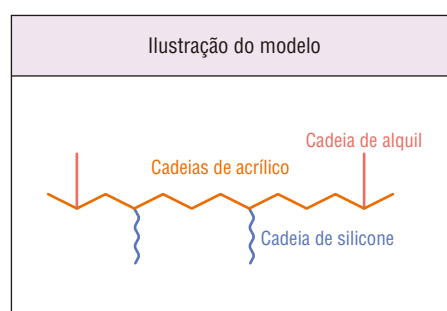 Ilustração do modelo
Cadeia de alquil
Cadeias de acrílico
Cadeia de silicone